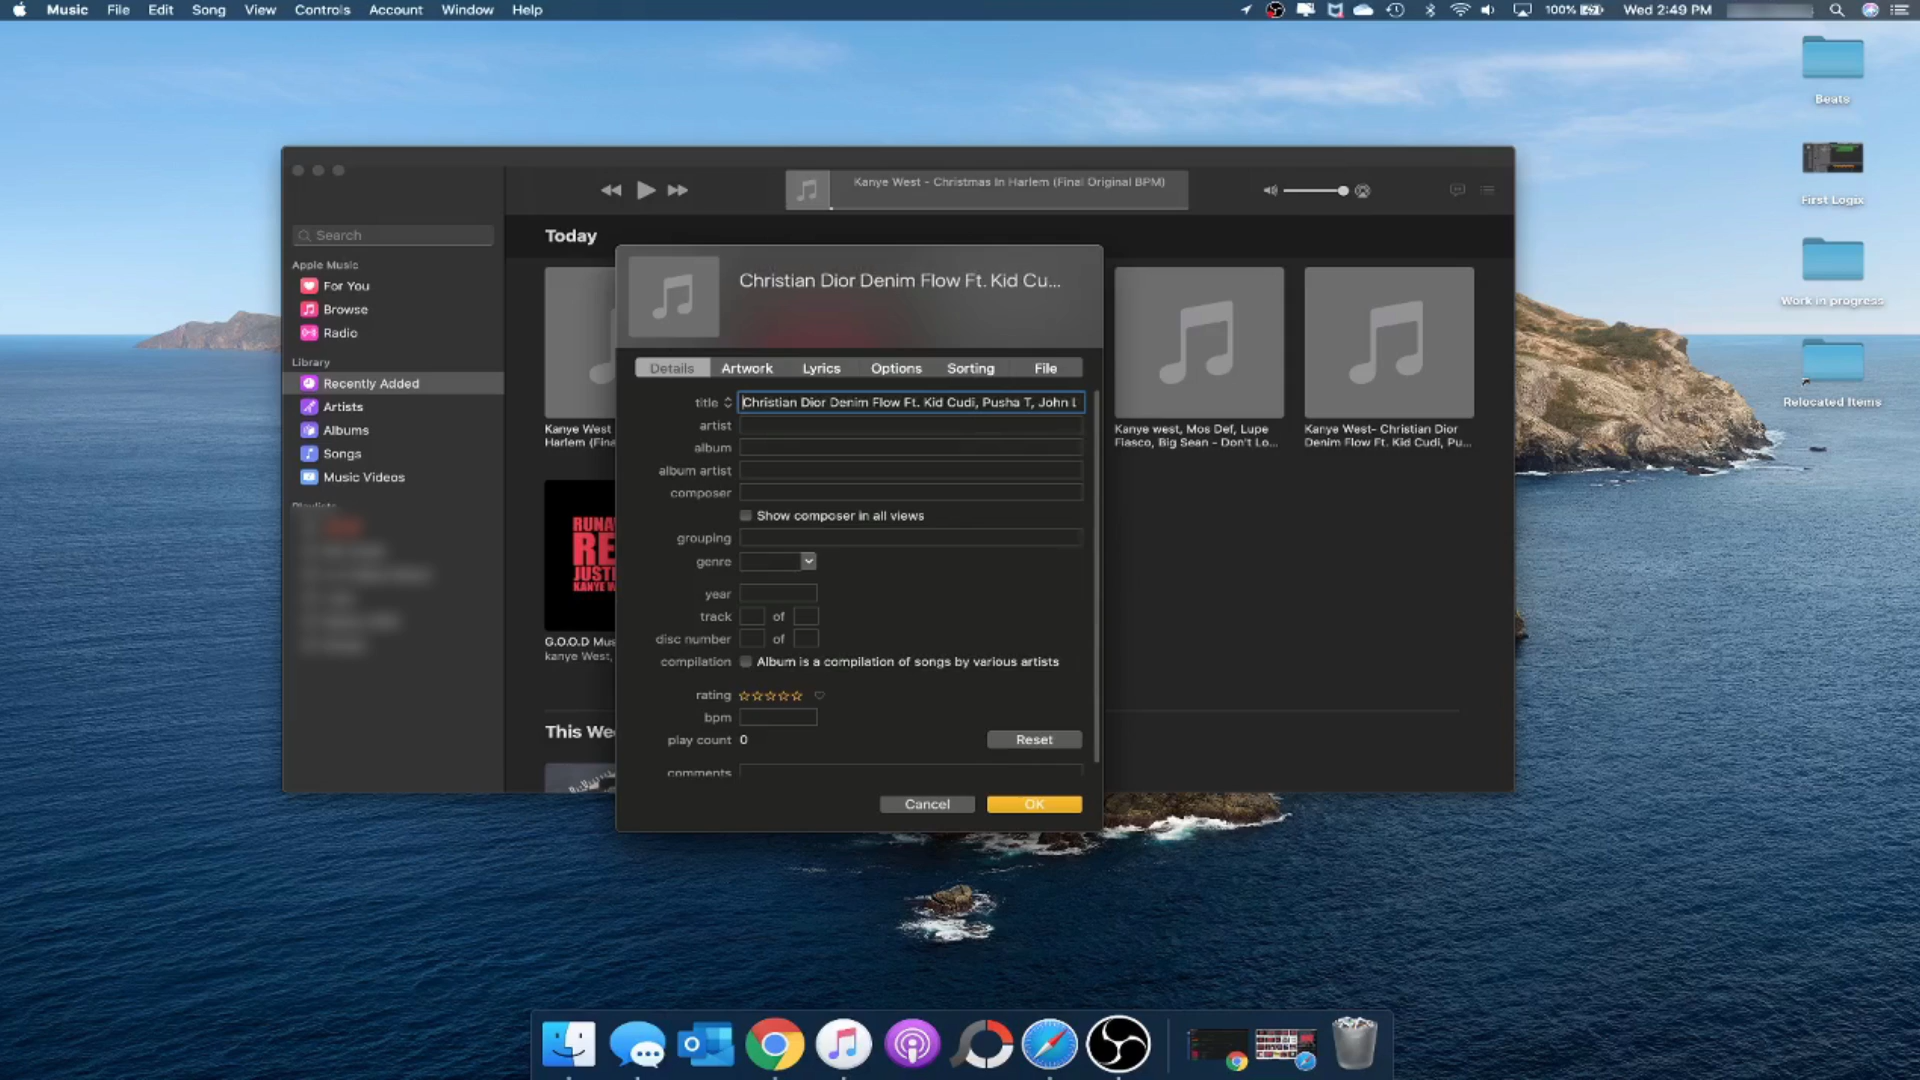 Music File Edit Song View Controls Account Window Help
100% Wed 2:49 PM
Beats
First Logix
Work in progress
Relocated Items
Kanye West - Christmas In Harlem (Final Original BPM)
Search
Apple Music
For You
Browse
Radio
Library
Recently Added
Artists
Albums
Songs
Music Videos
Playlists
Today
Kanye West
Harlem (Fina
Kanye west, Mos Def, Lupe
Fiasco, Big Sean - Don't Lo...
Kanye West- Christian Dior
Denim Flow Ft. Kid Cudi, Pu...
RUNA
RE
JUSTI
KANYE W
G.O.O.D Mus
kanye West,
This We
Christian Dior Denim Flow Ft. Kid Cu...
Details Artwork Lyrics Options Sorting File
title Christian Dior Denim Flow Ft. Kid Cudi, Pusha T, John L
artist
album
album artist
composer
Show composer in all views
grouping
genre
year
track of
disc number of
compilation Album is a compilation of songs by various artists
rating
bpm
play count 0 Reset
comments
Cancel OK